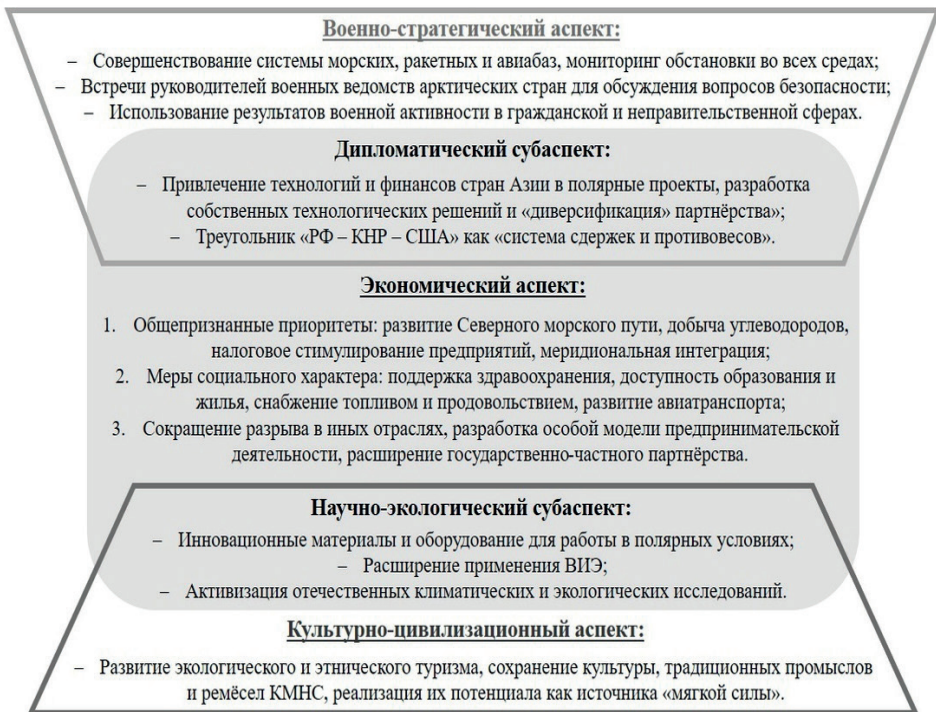 Военно-стратегический аспект:
– Совершенствование системы морских, ракетных и авиабаз, мониторинг обстановки во всех средах;
– Встречи руководителей военных ведомств арктических стран для обсуждения вопросов безопасности;
– Использование результатов военной активности в гражданской и неправительственной сферах.
Дипломатический субаспект:
– Привлечение технологий и финансов стран Азии в полярные проекты, разработка
собственных технологических решений и «диверсификация» партнёрства»;
– Треугольник «РФ – КНР – США» как «система сдержек и противовесов».
Экономический аспект:
1. Общепризнанные приоритеты: развитие Северного морского пути, добыча углеводородов,
налоговое стимулирование предприятий, меридиональная интеграция;
2. Меры социального характера: поддержка здравоохранения, доступность образования и
жилья, снабжение топливом и продовольствием, развитие авиатранспорта;
3. Сокращение разрыва в иных отраслях, разработка особой модели предпринимательской
деятельности, расширение государственно-частного партнёрства.
Научно-экологический субаспект:
– Инновационные материалы и оборудование для работы в полярных условиях;
– Расширение применения ВИЭ;
– Активизация отечественных климатических и экологических исследований.
Культурно-цивилизационный аспект:
– Развитие экологического и этнического туризма, сохранение культуры, традиционных промыслов
и ремёсел КМНС, реализация их потенциала как источника «мягкой силы».